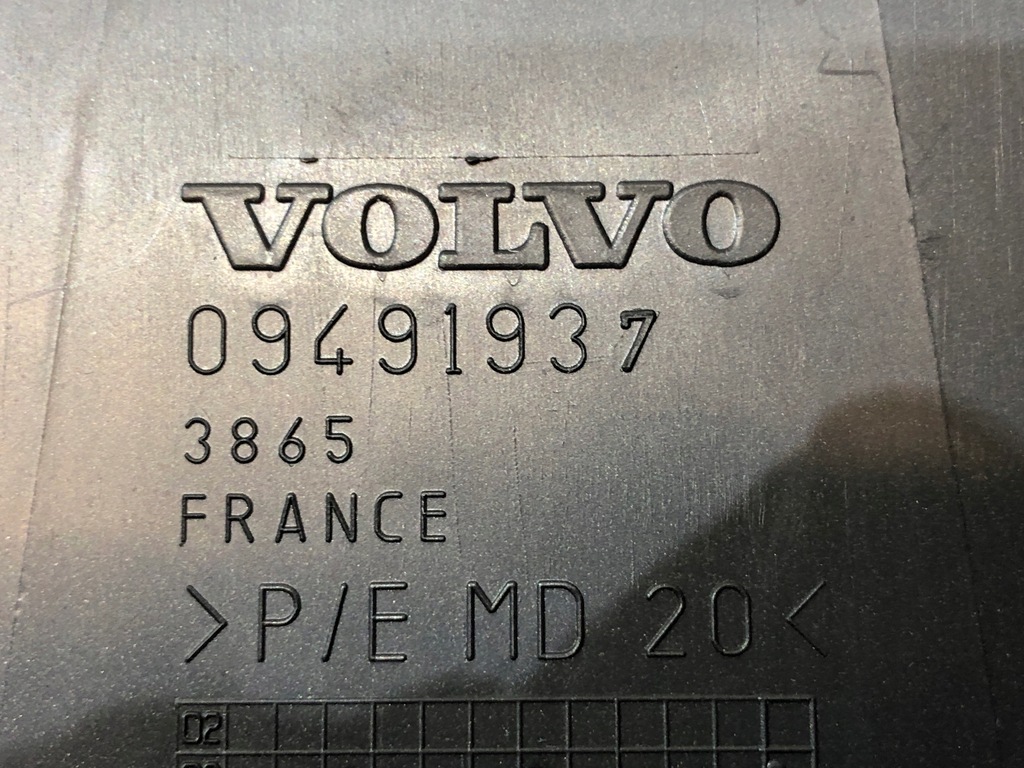 VOLVO
09491937
3865
FRANCE
>P/E MD 20<
02